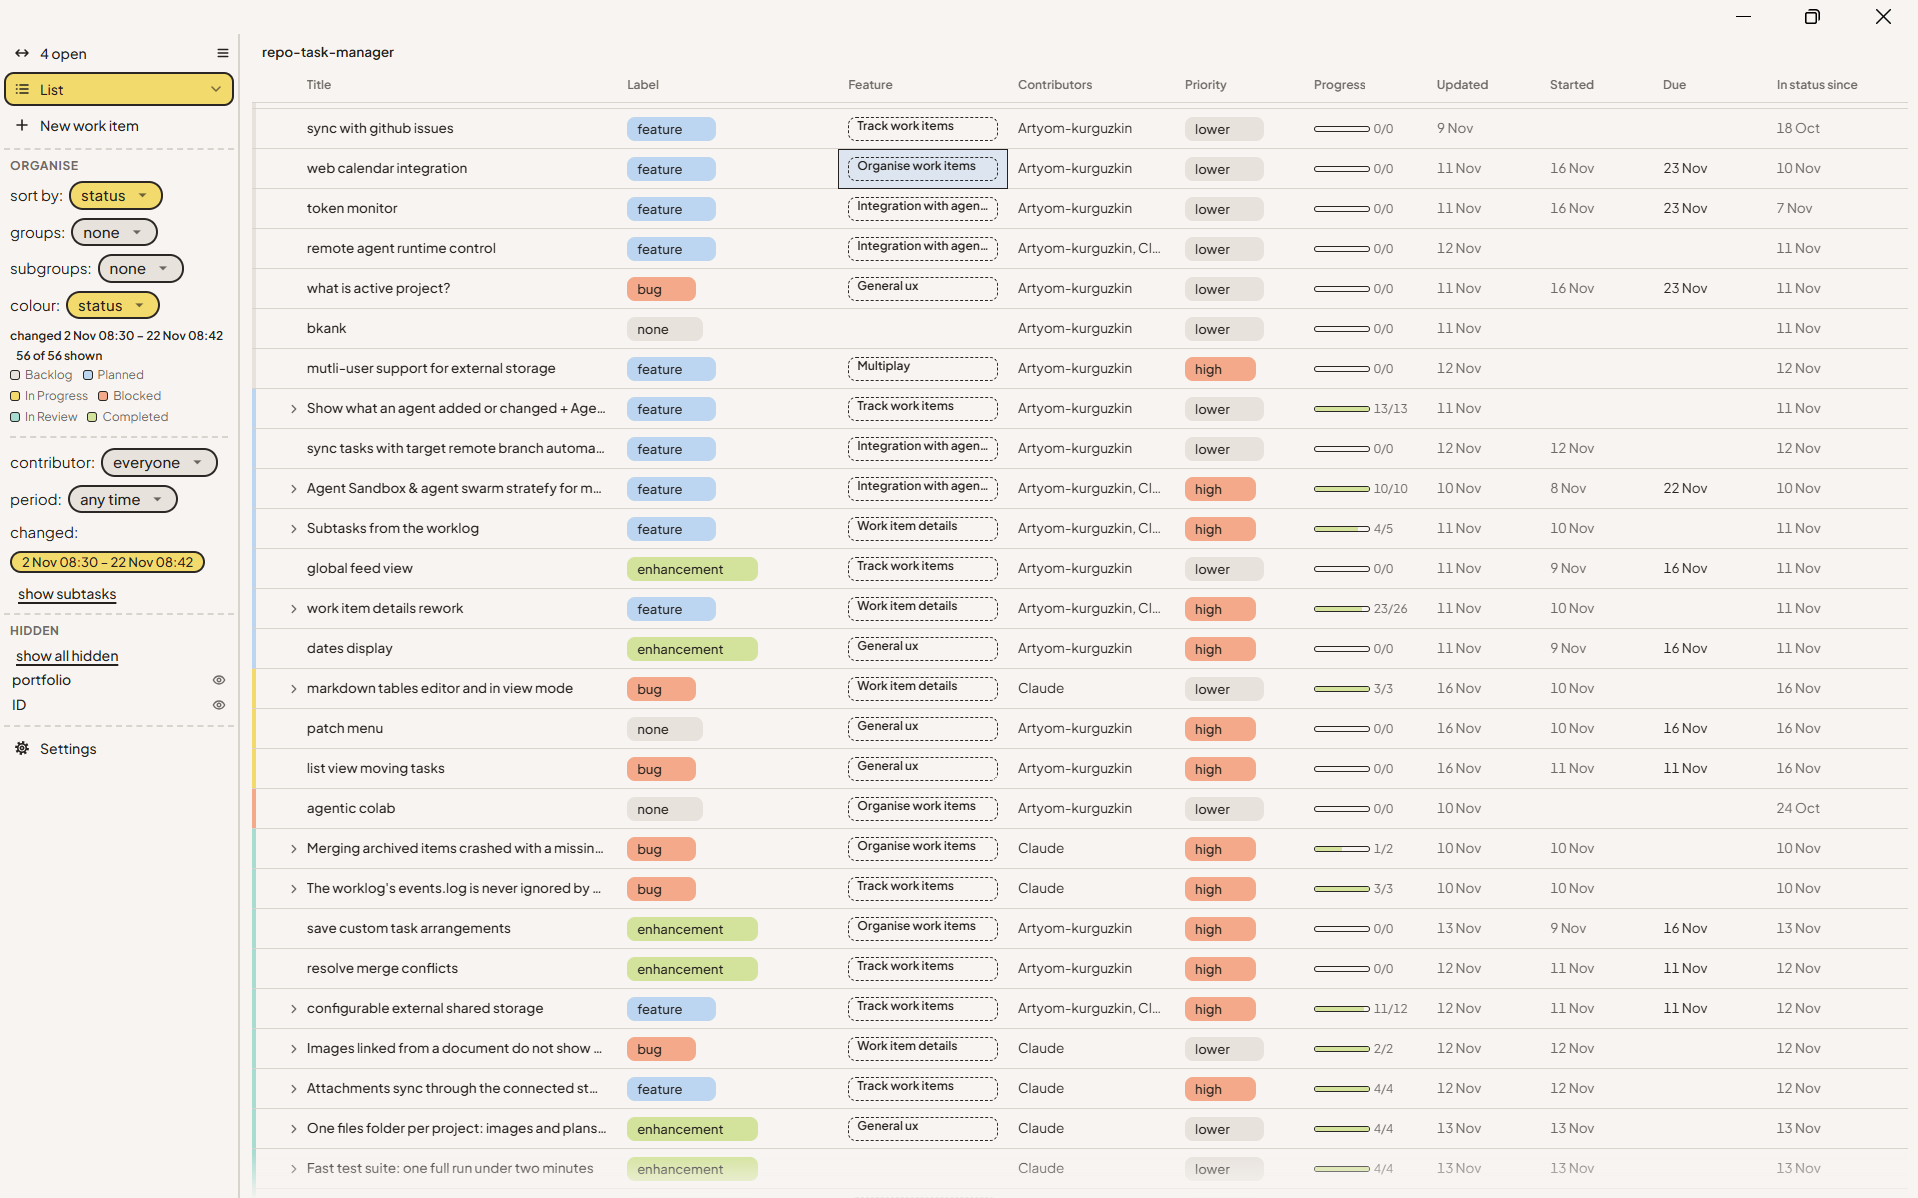 4 open
List
New work item
ORGANISE
sort by: status
groups: none
subgroups: none
colour: status
changed 2 Nov 08:30 – 22 Nov 08:42
56 of 56 shown
Backlog Planned
In Progress Blocked
In Review Completed
contributor: everyone
period: any time
changed:
2 Nov 08:30 – 22 Nov 08:42
show subtasks
HIDDEN
show all hidden
portfolio
ID
Settings
repo-task-manager
Title Label Feature Contributors Priority Progress Updated Started Due In status since
sync with github issues feature Track work items Artyom-kurguzkin lower 0/0 9 Nov 18 Oct
web calendar integration feature Organise work items Artyom-kurguzkin lower 0/0 11 Nov 16 Nov 23 Nov 10 Nov
token monitor feature Integration with agen... Artyom-kurguzkin lower 0/0 11 Nov 16 Nov 23 Nov 7 Nov
remote agent runtime control feature Integration with agen... Artyom-kurguzkin, Cl... lower 0/0 12 Nov 11 Nov
what is active project? bug General ux Artyom-kurguzkin lower 0/0 11 Nov 16 Nov 23 Nov 11 Nov
bkank none Artyom-kurguzkin lower 0/0 11 Nov 11 Nov
mutli-user support for external storage feature Multiplay Artyom-kurguzkin high 0/0 12 Nov 12 Nov
Show what an agent added or changed + Age... feature Track work items Artyom-kurguzkin lower 13/13 11 Nov 11 Nov
sync tasks with target remote branch automa... feature Integration with agen... Artyom-kurguzkin lower 0/0 12 Nov 12 Nov 12 Nov
Agent Sandbox & agent swarm stratefy for m... feature Integration with agen... Artyom-kurguzkin, Cl... high 10/10 10 Nov 8 Nov 22 Nov 10 Nov
Subtasks from the worklog feature Work item details Artyom-kurguzkin, Cl... high 4/5 11 Nov 10 Nov 11 Nov
global feed view enhancement Track work items Artyom-kurguzkin lower 0/0 11 Nov 9 Nov 16 Nov 11 Nov
work item details rework feature Work item details Artyom-kurguzkin, Cl... high 23/26 11 Nov 10 Nov 11 Nov
dates display enhancement General ux Artyom-kurguzkin high 0/0 11 Nov 9 Nov 16 Nov 11 Nov
markdown tables editor and in view mode bug Work item details Claude lower 3/3 16 Nov 10 Nov 16 Nov
patch menu none General ux Artyom-kurguzkin high 0/0 16 Nov 10 Nov 16 Nov 16 Nov
list view moving tasks bug General ux Artyom-kurguzkin high 0/0 16 Nov 11 Nov 11 Nov 16 Nov
agentic colab none Organise work items Artyom-kurguzkin lower 0/0 10 Nov 24 Oct
Merging archived items crashed with a missin... bug Organise work items Claude high 1/2 10 Nov 10 Nov 10 Nov
The worklog's events.log is never ignored by ... bug Track work items Claude high 3/3 10 Nov 10 Nov 10 Nov
save custom task arrangements enhancement Organise work items Artyom-kurguzkin high 0/0 13 Nov 9 Nov 16 Nov 13 Nov
resolve merge conflicts enhancement Track work items Artyom-kurguzkin high 0/0 12 Nov 11 Nov 11 Nov 12 Nov
configurable external shared storage feature Track work items Artyom-kurguzkin, Cl... high 11/12 12 Nov 11 Nov 11 Nov 12 Nov
Images linked from a document do not show ... bug Work item details Claude lower 2/2 12 Nov 12 Nov 12 Nov
Attachments sync through the connected st... feature Track work items Claude high 4/4 12 Nov 12 Nov 12 Nov
One files folder per project: images and plans... enhancement General ux Claude lower 4/4 13 Nov 13 Nov 13 Nov
Fast test suite: one full run under two minutes enhancement Claude lower 4/4 13 Nov 13 Nov 13 Nov